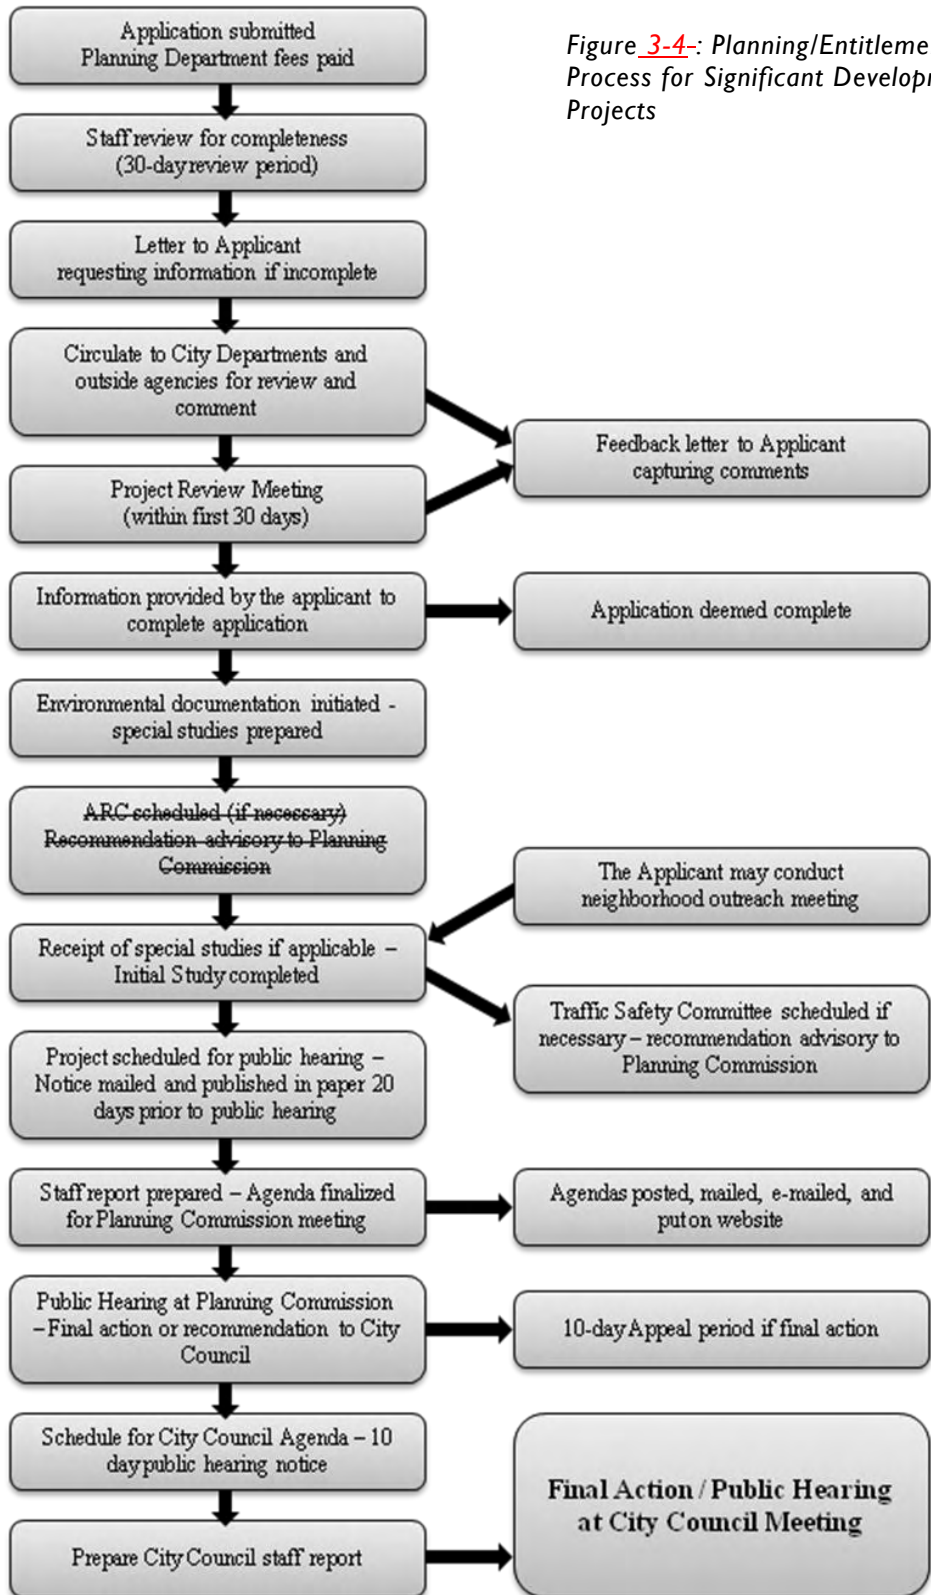 Application submitted
Planning Department fees paid
Figure 3-4-: Planning/Entitleme
Process for Significant Develop
Projects
Staff review for completeness
(30-day review period)
Letter to Applicant
requesting information if incomplete
Circulate to City Departments and
outside agencies for review and
comment
Feedback letter to Applicant
capturing comments
Project Review Meeting
(within first 30 days)
Information provided by the applicant to
complete application
Application deemed complete
Environmental documentation initiated -
special studies prepared
ARC scheduled (if necessary)
Recommendation advisory to Planning
Commission
The Applicant may conduct
neighborhood outreach meeting
Receipt of special studies if applicable –
Initial Study completed
Traffic Safety Committee scheduled if
necessary – recommendation advisory to
Planning Commission
Project scheduled for public hearing –
Notice mailed and published in paper 20
days prior to public hearing
Staff report prepared – Agenda finalized
for Planning Commission meeting
Agendas posted, mailed, e-mailed, and
put on website
Public Hearing at Planning Commission
– Final action or recommendation to City
Council
10-day Appeal period if final action
Schedule for City Council Agenda – 10
day public hearing notice
Final Action / Public Hearing
at City Council Meeting
Prepare City Council staff report